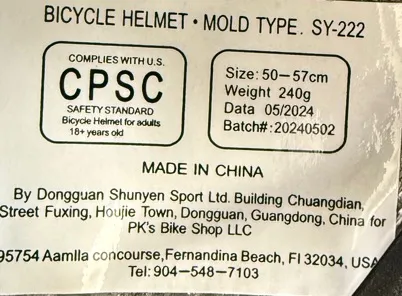 BICYCLE HELMET • MOLD TYPE. SY-222
COMPLIES WITH U.S.
CPSC
SAFETY STANDARD
Bicycle Helmet for adults
18+ years old
Size: 50-57cm
Weight 240g
Data 05/2024
Batch#: 20240502
MADE IN CHINA
By Dongguan Shunyen Sport Ltd. Building Chuangdian,
Street Fuxing, Houjie Town, Dongguan, Guangdong, China for
PK's Bike Shop LLC
95754 Aamlla concourse, Fernandina Beach, Fl 32034, USA
Tel: 904-548-7103